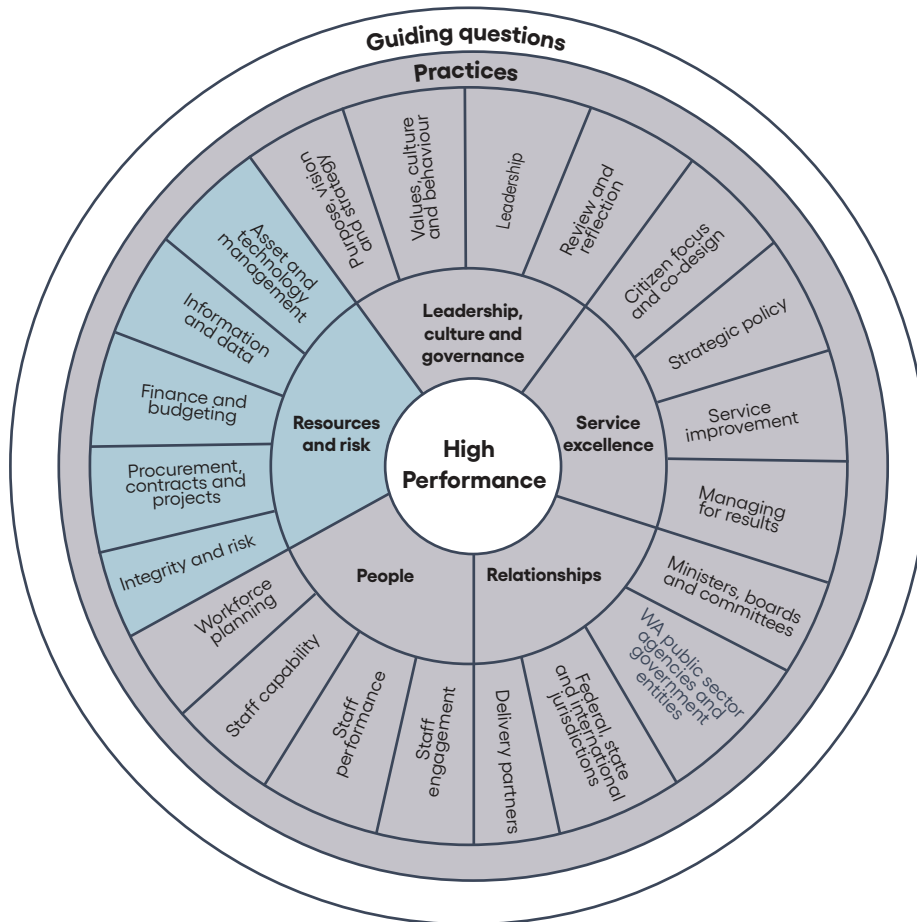 Guiding questions
Practices
Purpose, vision
and strategy
Values, culture
and behaviour
Leadership
Review and
reflection
Citizen focus
and co-design
Strategic policy
Service
improvement
Managing
for results
Ministers, boards
and committees
WA public sector
agencies and
government
entities
Federal, state
and international
jurisdictions
Delivery partners
Staff
engagement
Staff
performance
Staff capability
Workforce
planning
Integrity and risk
Procurement,
contracts and
projects
Finance and
budgeting
Information
and data
Asset and
technology
management
Leadership,
culture and
governance
Service
excellence
Relationships
People
Resources
and risk
High
Performance